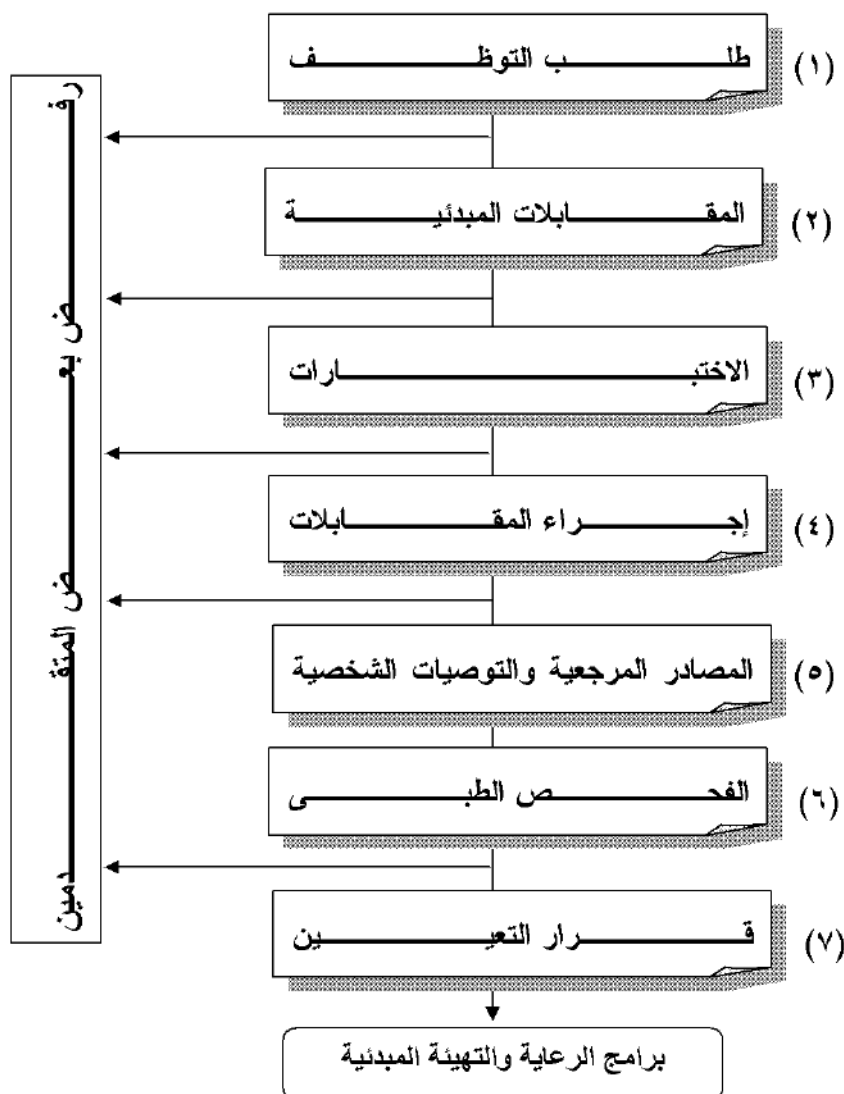 (١) طلب التوظف
(٢) المقابلات المبدئية
(٣) الاختبارات
(٤) إجراء المقابلات
(٥) المصادر المرجعية والتوصيات الشخصية
(٦) الفحص الطبى
(٧) قرار التعيين
برامج الرعاية والتهيئة المبدئية
رفض بعض المتقدمين